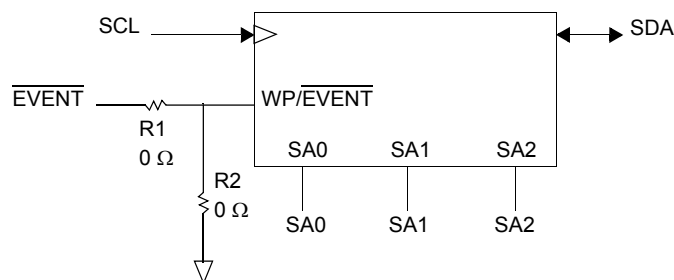 SCL
SDA
EVENT
WP/EVENT
R1
0 Ω
SA0 SA1 SA2
R2
0 Ω
SA0 SA1 SA2